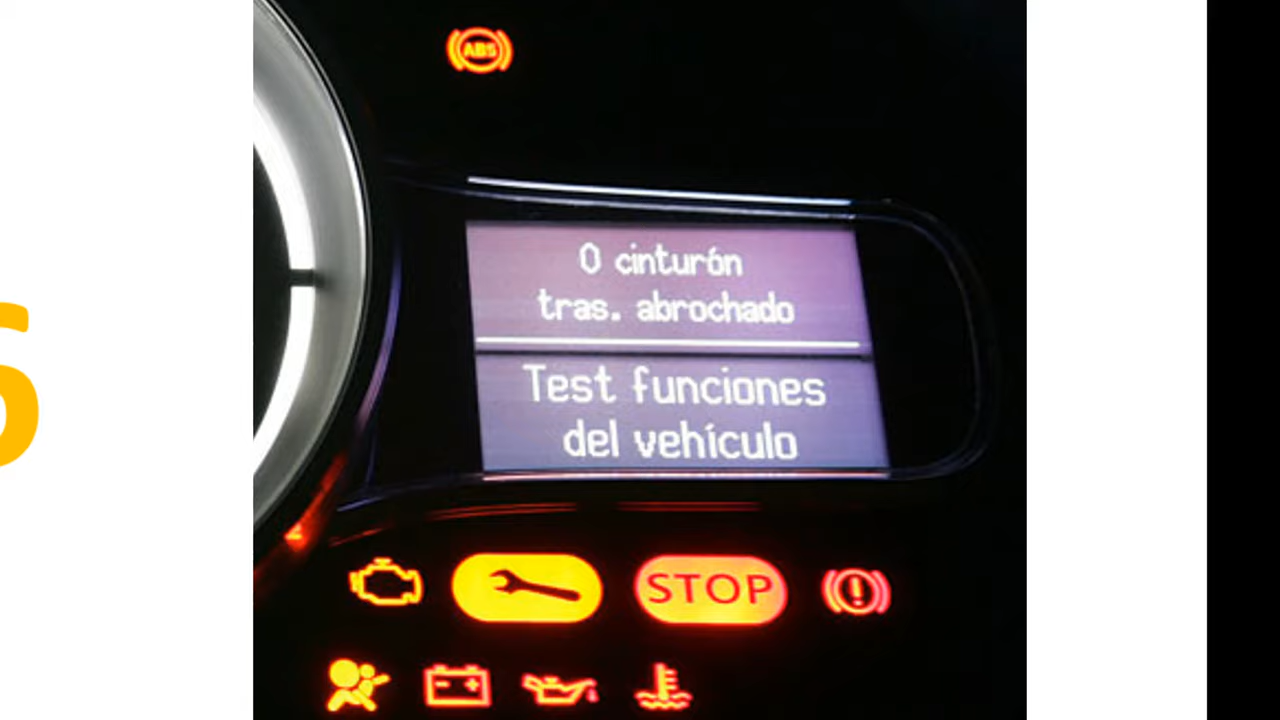 ABS
0 cinturón
tras. abrochado
Test funciones
del vehículo
STOP